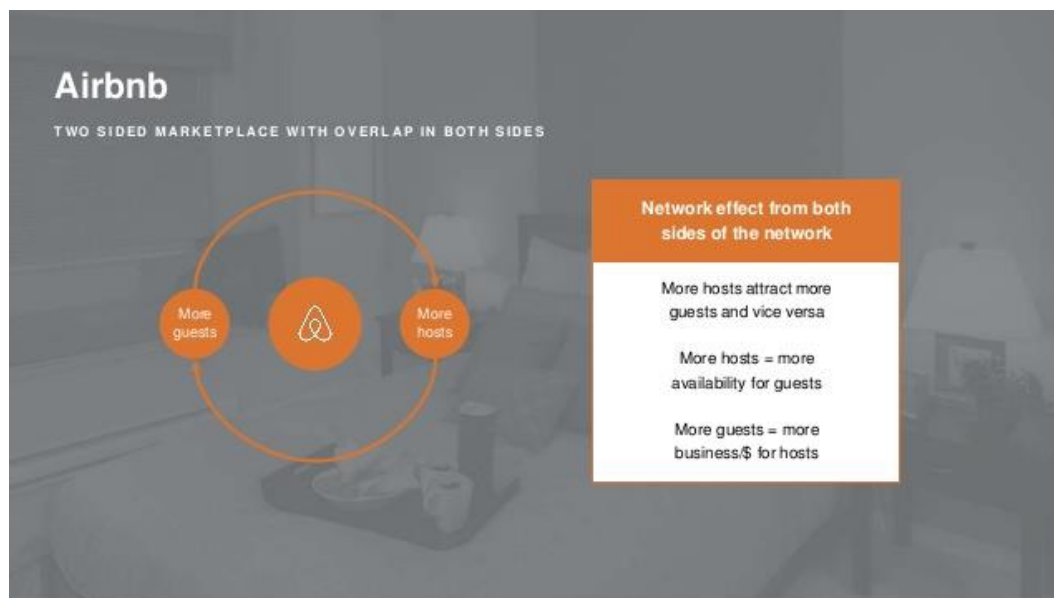 Airbnb
TWO SIDED MARKETPLACE WITH OVERLAP IN BOTH SIDES
More
guests
More
hosts
Network effect from both
sides of the network
More hosts attract more
guests and vice versa
More hosts = more
availability for guests
More guests = more
business/$ for hosts